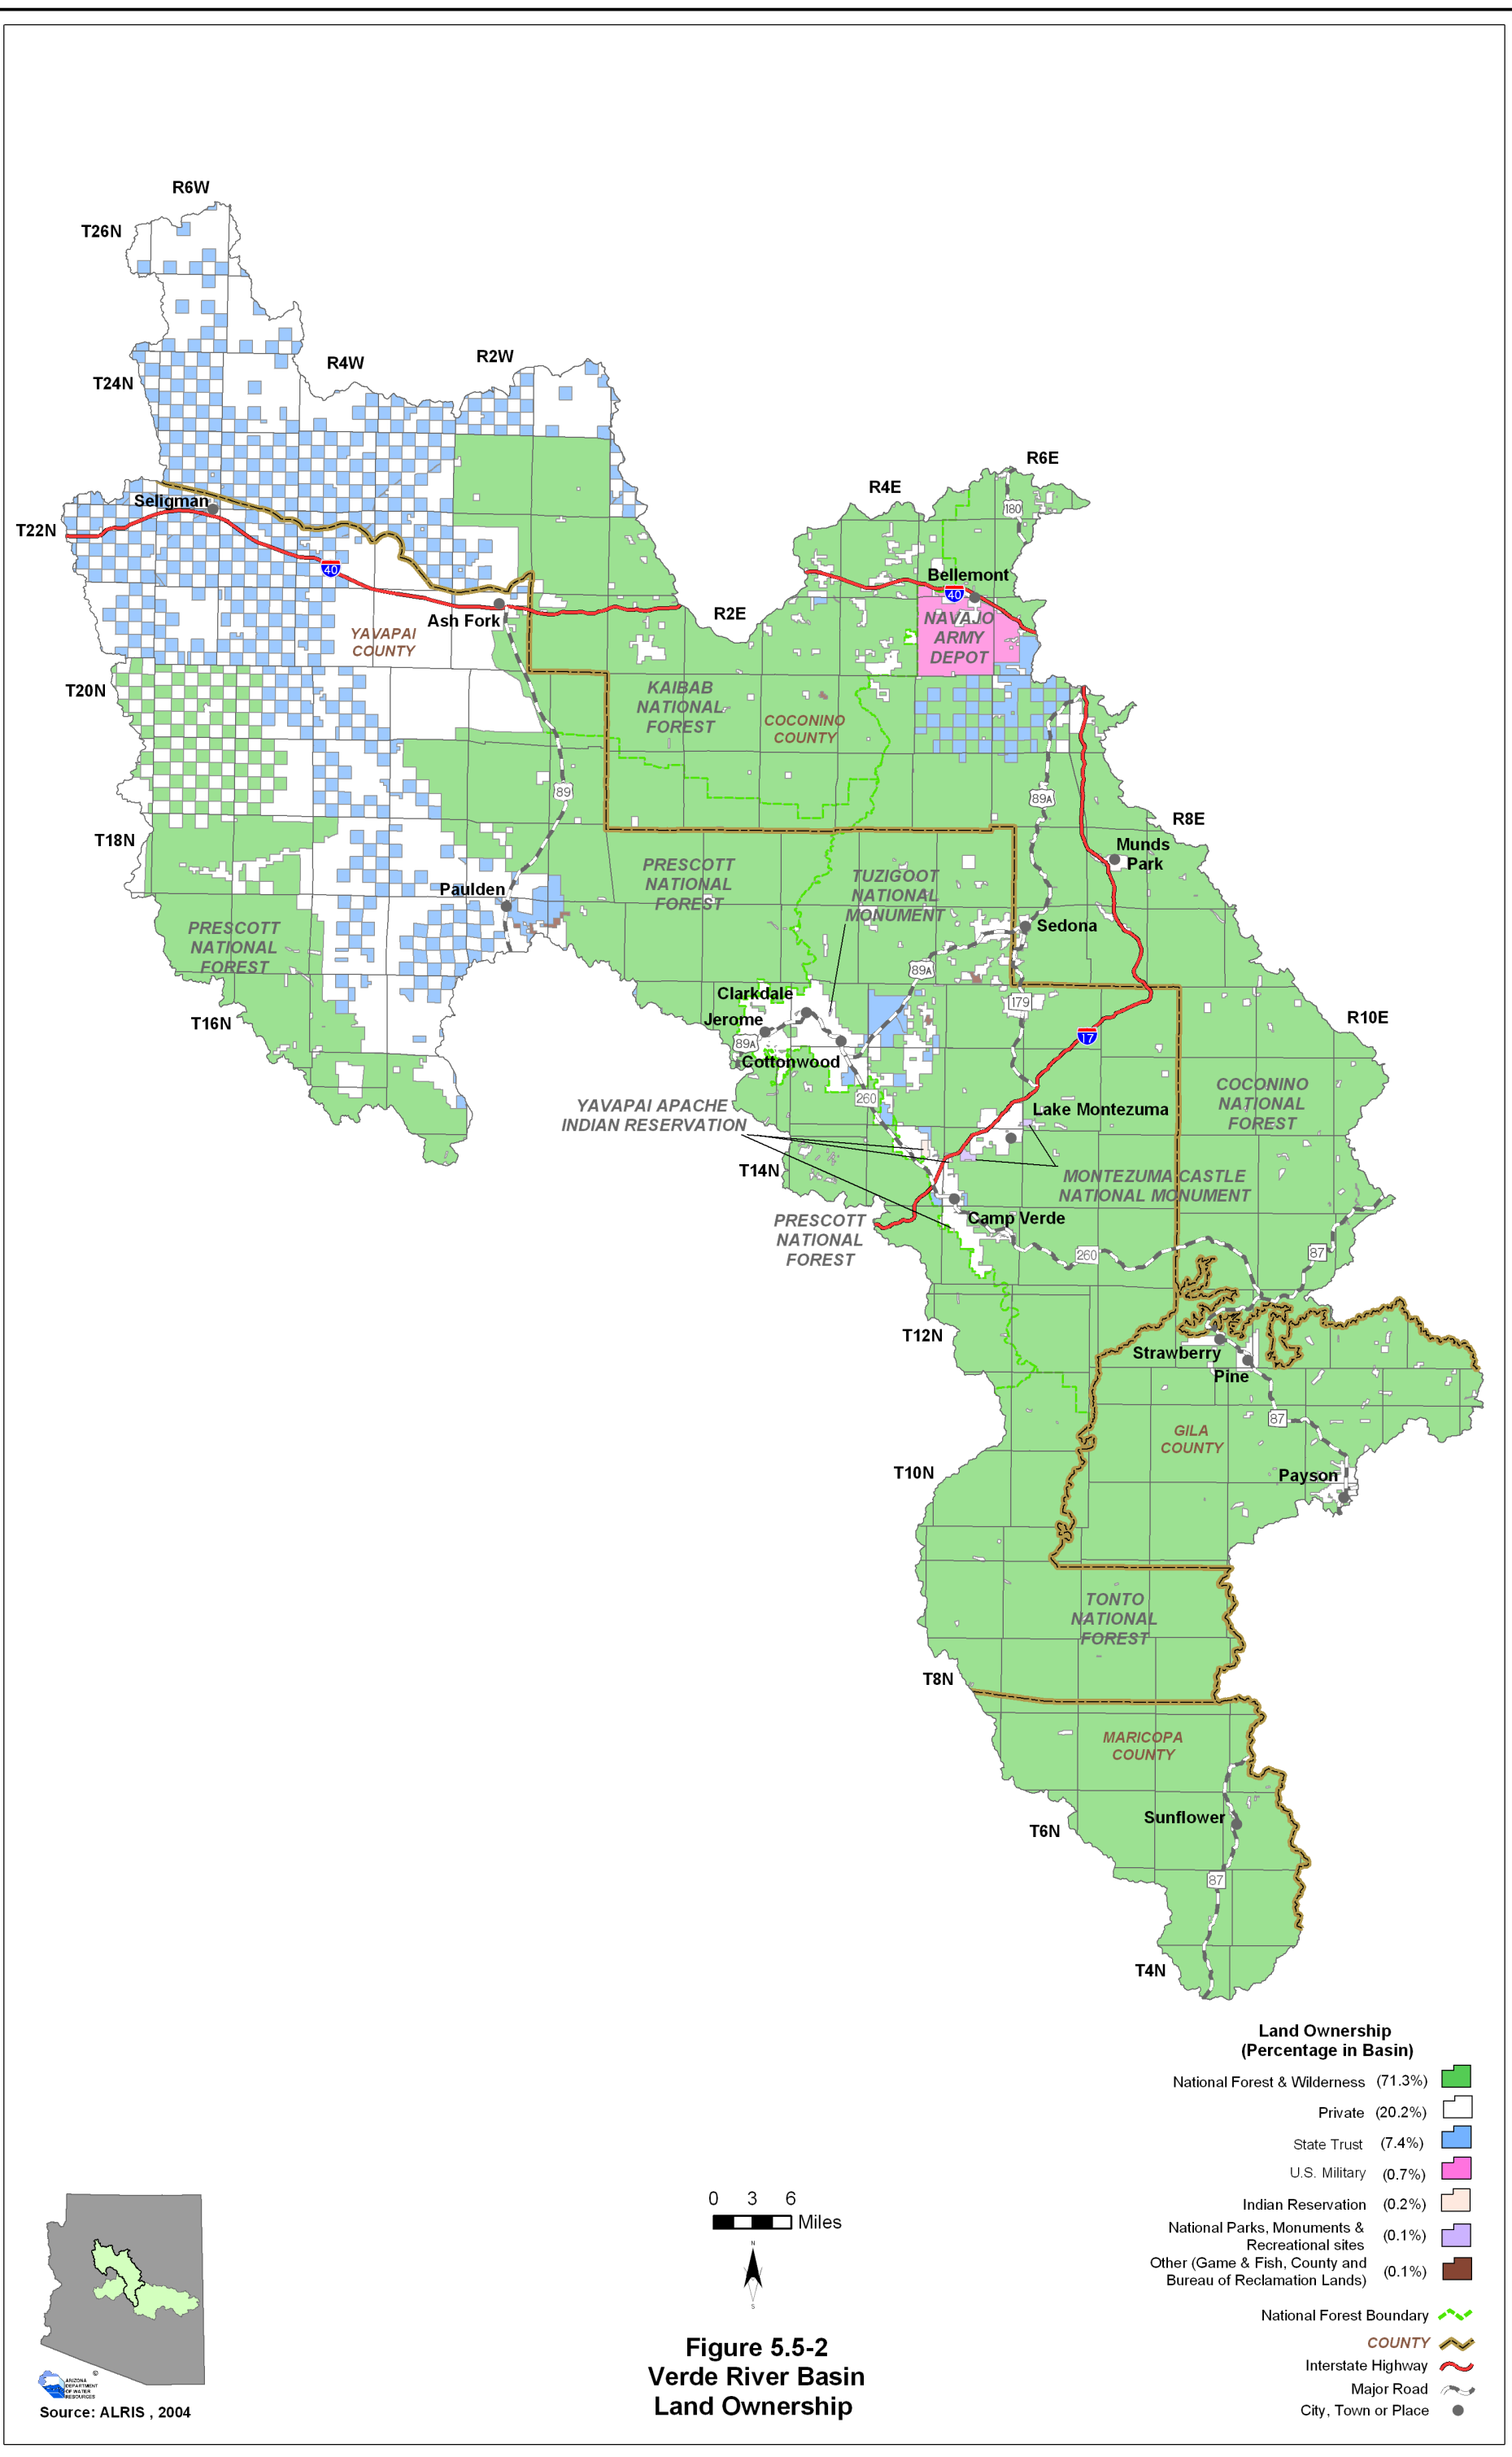 R6W
T26N
R4W
R2W
T24N
R6E
R4E
180
Seligman
T22N
40
Bellemont
40
Ash Fork
R2E
NAVAJO
ARMY
DEPOT
YAVAPAI
COUNTY
T20N
KAIBAB
NATIONAL
FOREST
COCONINO
COUNTY
89
89A
R8E
T18N
Munds
Park
PRESCOTT
NATIONAL
FOREST
TUZIGOOT
NATIONAL
MONUMENT
Paulden
Sedona
PRESCOTT
NATIONAL
FOREST
89A
Clarkdale
179
T16N
Jerome
R10E
89A
17
Cottonwood
260
COCONINO
NATIONAL
FOREST
YAVAPAI APACHE
INDIAN RESERVATION
Lake Montezuma
T14N
MONTEZUMA CASTLE
NATIONAL MONUMENT
PRESCOTT
NATIONAL
FOREST
Camp Verde
260
87
T12N
Strawberry
Pine
87
GILA
COUNTY
T10N
Payson
TONTO
NATIONAL
FOREST
T8N
MARICOPA
COUNTY
Sunflower
T6N
87
T4N
Land Ownership
(Percentage in Basin)
National Forest & Wilderness (71.3%)
Private (20.2%)
State Trust (7.4%)
U.S. Military (0.7%)
Indian Reservation (0.2%)
National Parks, Monuments &
Recreational sites (0.1%)
Other (Game & Fish, County and
Bureau of Reclamation Lands) (0.1%)
National Forest Boundary
COUNTY
Interstate Highway
Major Road
City, Town or Place
0 3 6
Miles
N
S
Figure 5.5-2
Verde River Basin
Land Ownership
©
ARIZONA
DEPARTMENT
OF WATER
RESOURCES
Source: ALRIS , 2004